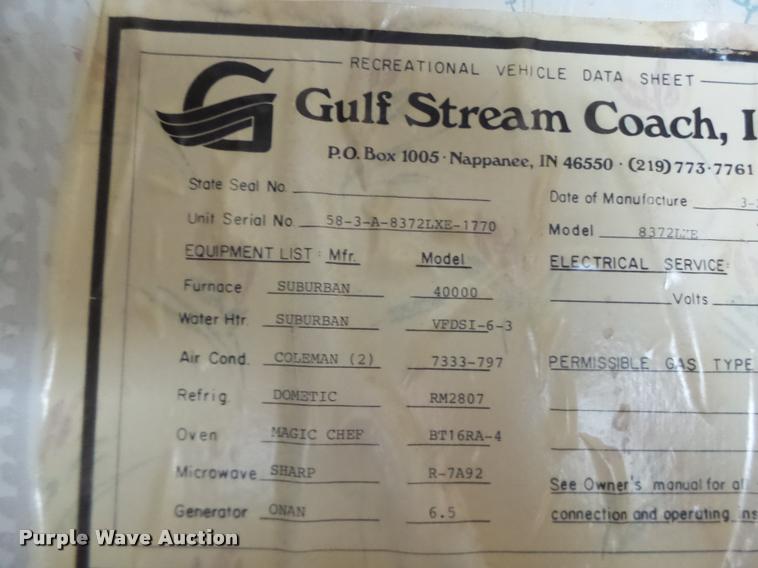 RECREATIONAL VEHICLE DATA SHEET
Gulf Stream Coach, I
P.O. Box 1005 · Nappanee, IN 46550 · (219) 773-7761
State Seal No.
Date of Manufacture 3-
Unit Serial No. 58-3-A-8372LXE-1770
Model 8372LXE
EQUIPMENT LIST: Mfr. Model
ELECTRICAL SERVICE:
Furnace SUBURBAN 40000
Volts
Water Htr. SUBURBAN VFDSI-6-3
Air Cond. COLEMAN (2) 7333-797
PERMISSIBLE GAS TYPE
Refrig. DOMETIC RM2807
Oven MAGIC CHEF BT16RA-4
Microwave SHARP R-7A92
See Owner's manual for all
Generator ONAN 6.5
connection and operating ins
Purple Wave Auction